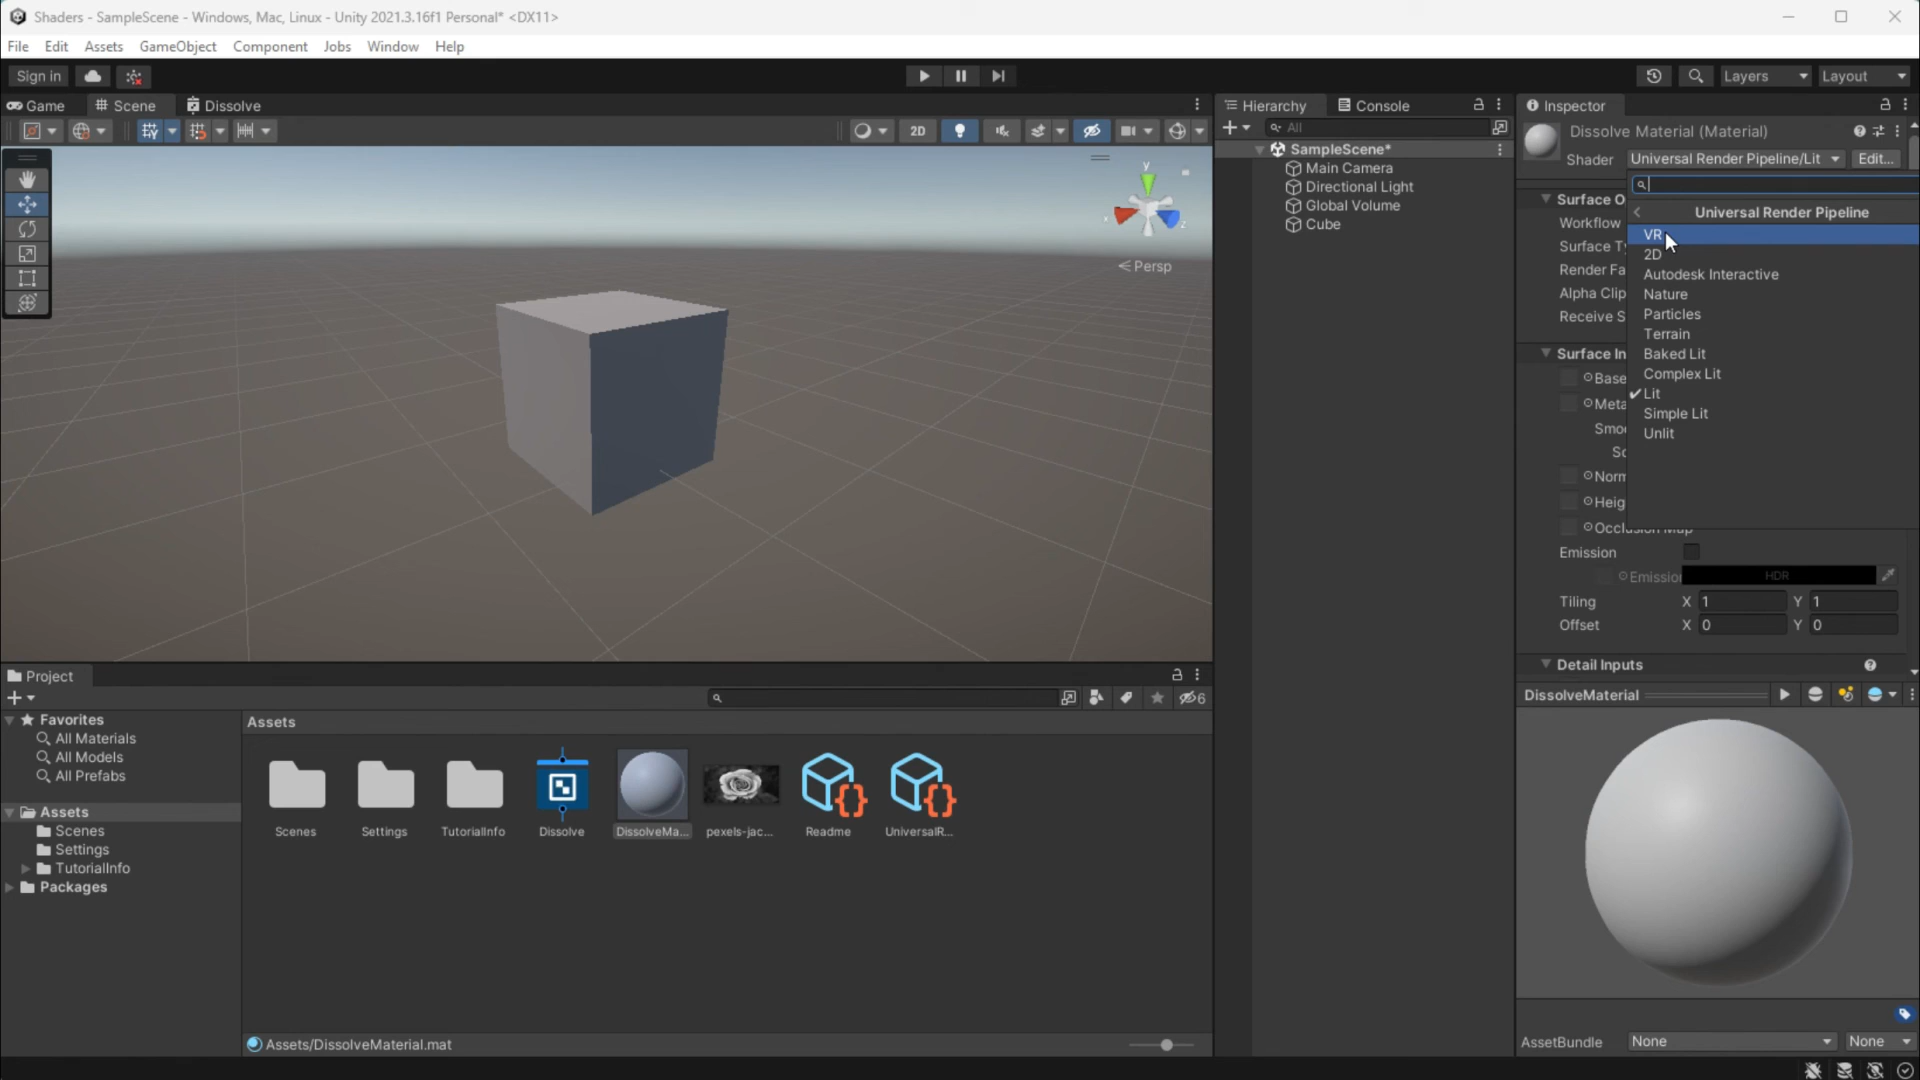 Shaders - SampleScene - Windows, Mac, Linux - Unity 2021.3.16f1 Personal* <DX11>
File Edit Assets GameObject Component Jobs Window Help
Sign in
Layers Layout
Game Scene Dissolve
2D
y
x
z
Persp
Hierarchy Console
All
SampleScene*
Main Camera
Directional Light
Global Volume
Cube
Inspector
Dissolve Material (Material)
Shader Universal Render Pipeline/Lit Edit...
Universal Render Pipeline
VR
2D
Autodesk Interactive
Nature
Particles
Terrain
Baked Lit
Complex Lit
Lit
Simple Lit
Unlit
Surface O
Workflow
Surface Ty
Render Fa
Alpha Clip
Receive S
Surface In
Base
Meta
Smo
So
Norm
Heig
Occlusion Map
Emission
Emission HDR
Tiling X 1 Y 1
Offset X 0 Y 0
Detail Inputs
DissolveMaterial
AssetBundle None None
Project
6
Favorites
All Materials
All Models
All Prefabs
Assets
Scenes
Settings
TutorialInfo
Packages
Assets
Scenes Settings TutorialInfo Dissolve DissolveMa... pexels-jac... Readme UniversalR...
Assets/DissolveMaterial.mat